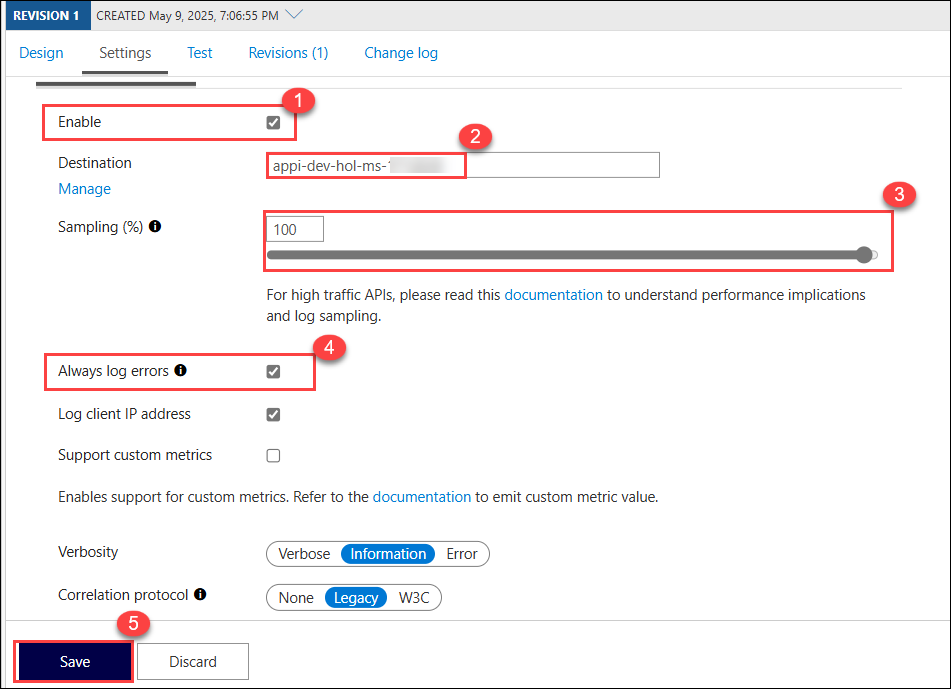 REVISION 1 CREATED May 9, 2025, 7:06:55 PM
Design Settings Test Revisions (1) Change log
1
Enable
2
Destination appi-dev-hol-ms-
Manage
3
Sampling (%) 100
For high traffic APIs, please read this documentation to understand performance implications
and log sampling.
4
Always log errors
Log client IP address
Support custom metrics
Enables support for custom metrics. Refer to the documentation to emit custom metric value.
Verbosity Verbose Information Error
Correlation protocol None Legacy W3C
5
Save Discard